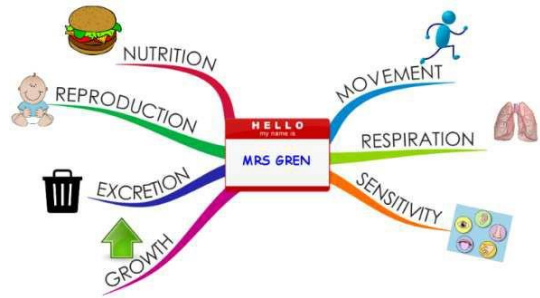 HELLO
my name is
MRS GREN
MOVEMENT
RESPIRATION
SENSITIVITY
GROWTH
EXCRETION
REPRODUCTION
NUTRITION